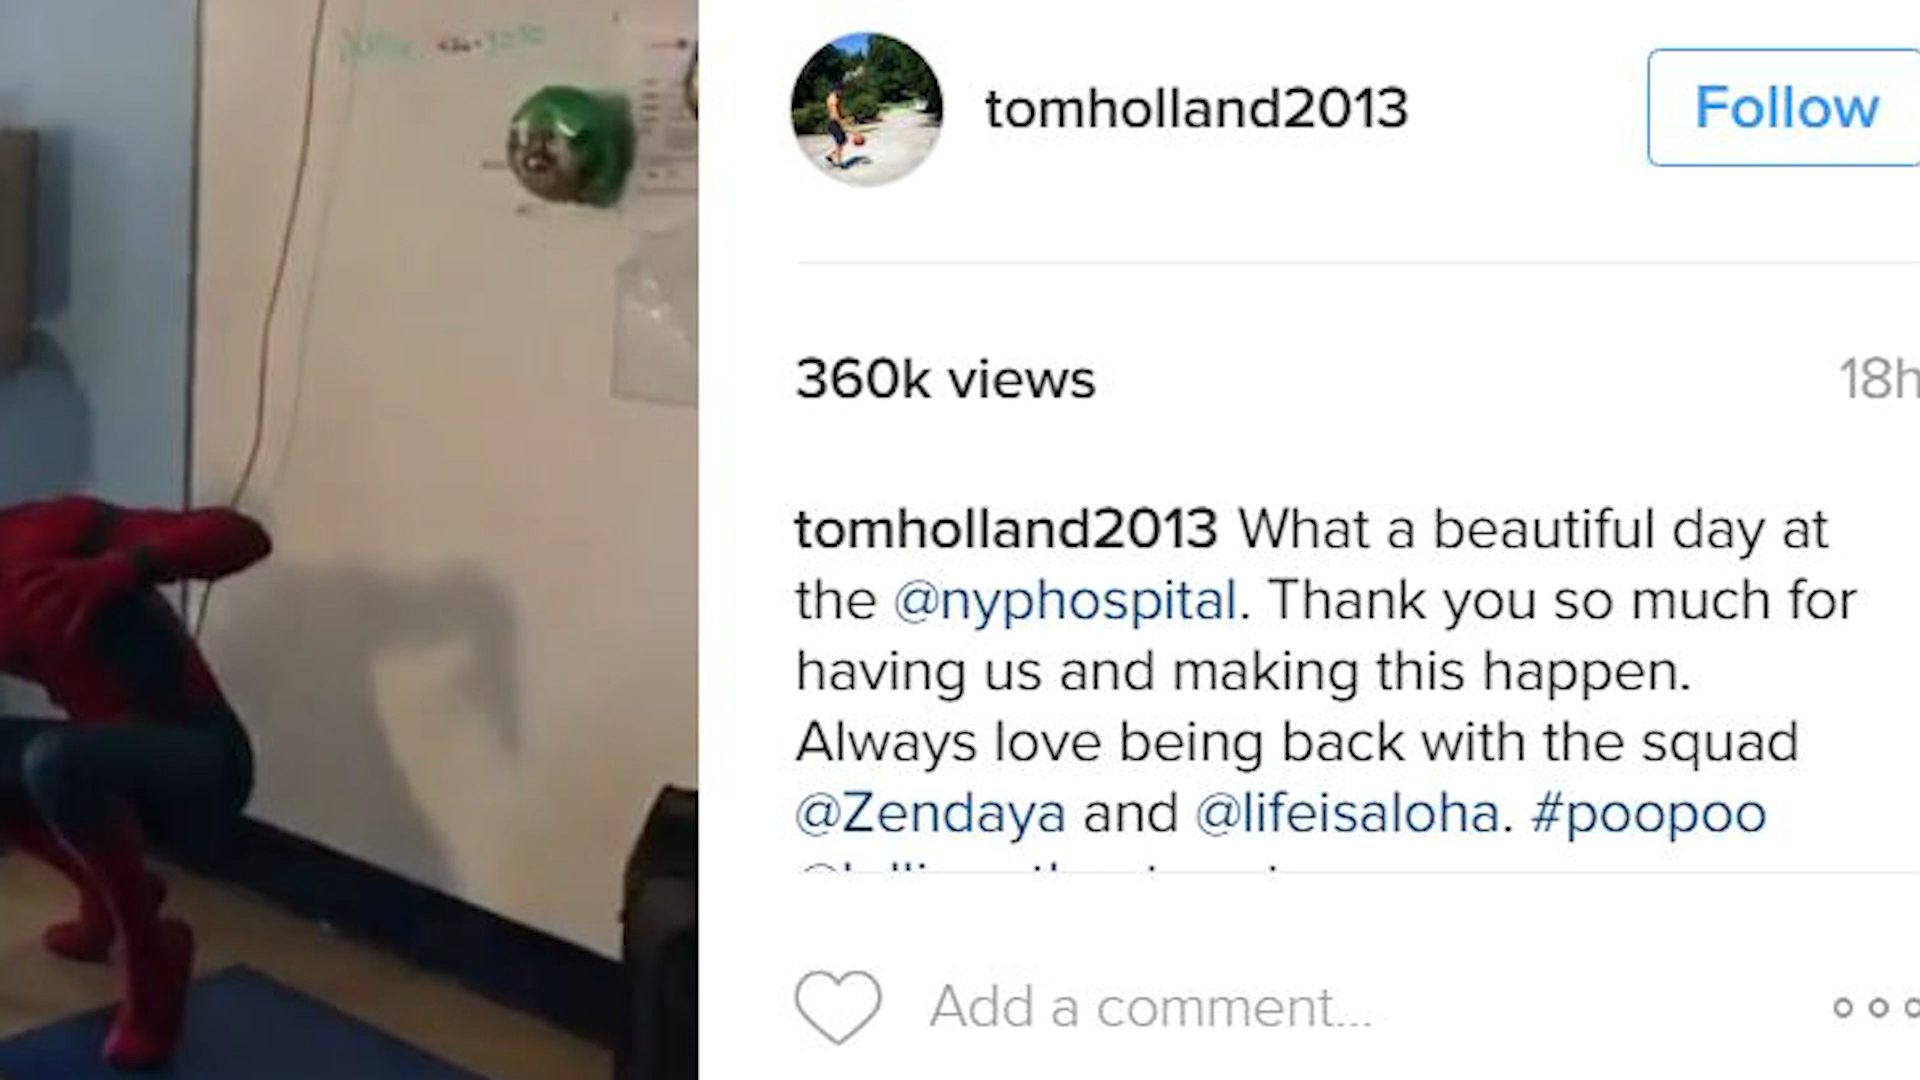 tomholland2013
Follow
360k views
18h
tomholland2013 What a beautiful day at
the @nyphospital. Thank you so much for
having us and making this happen.
Always love being back with the squad
@Zendaya and @lifeisaloha. #poopoo
Add a comment...